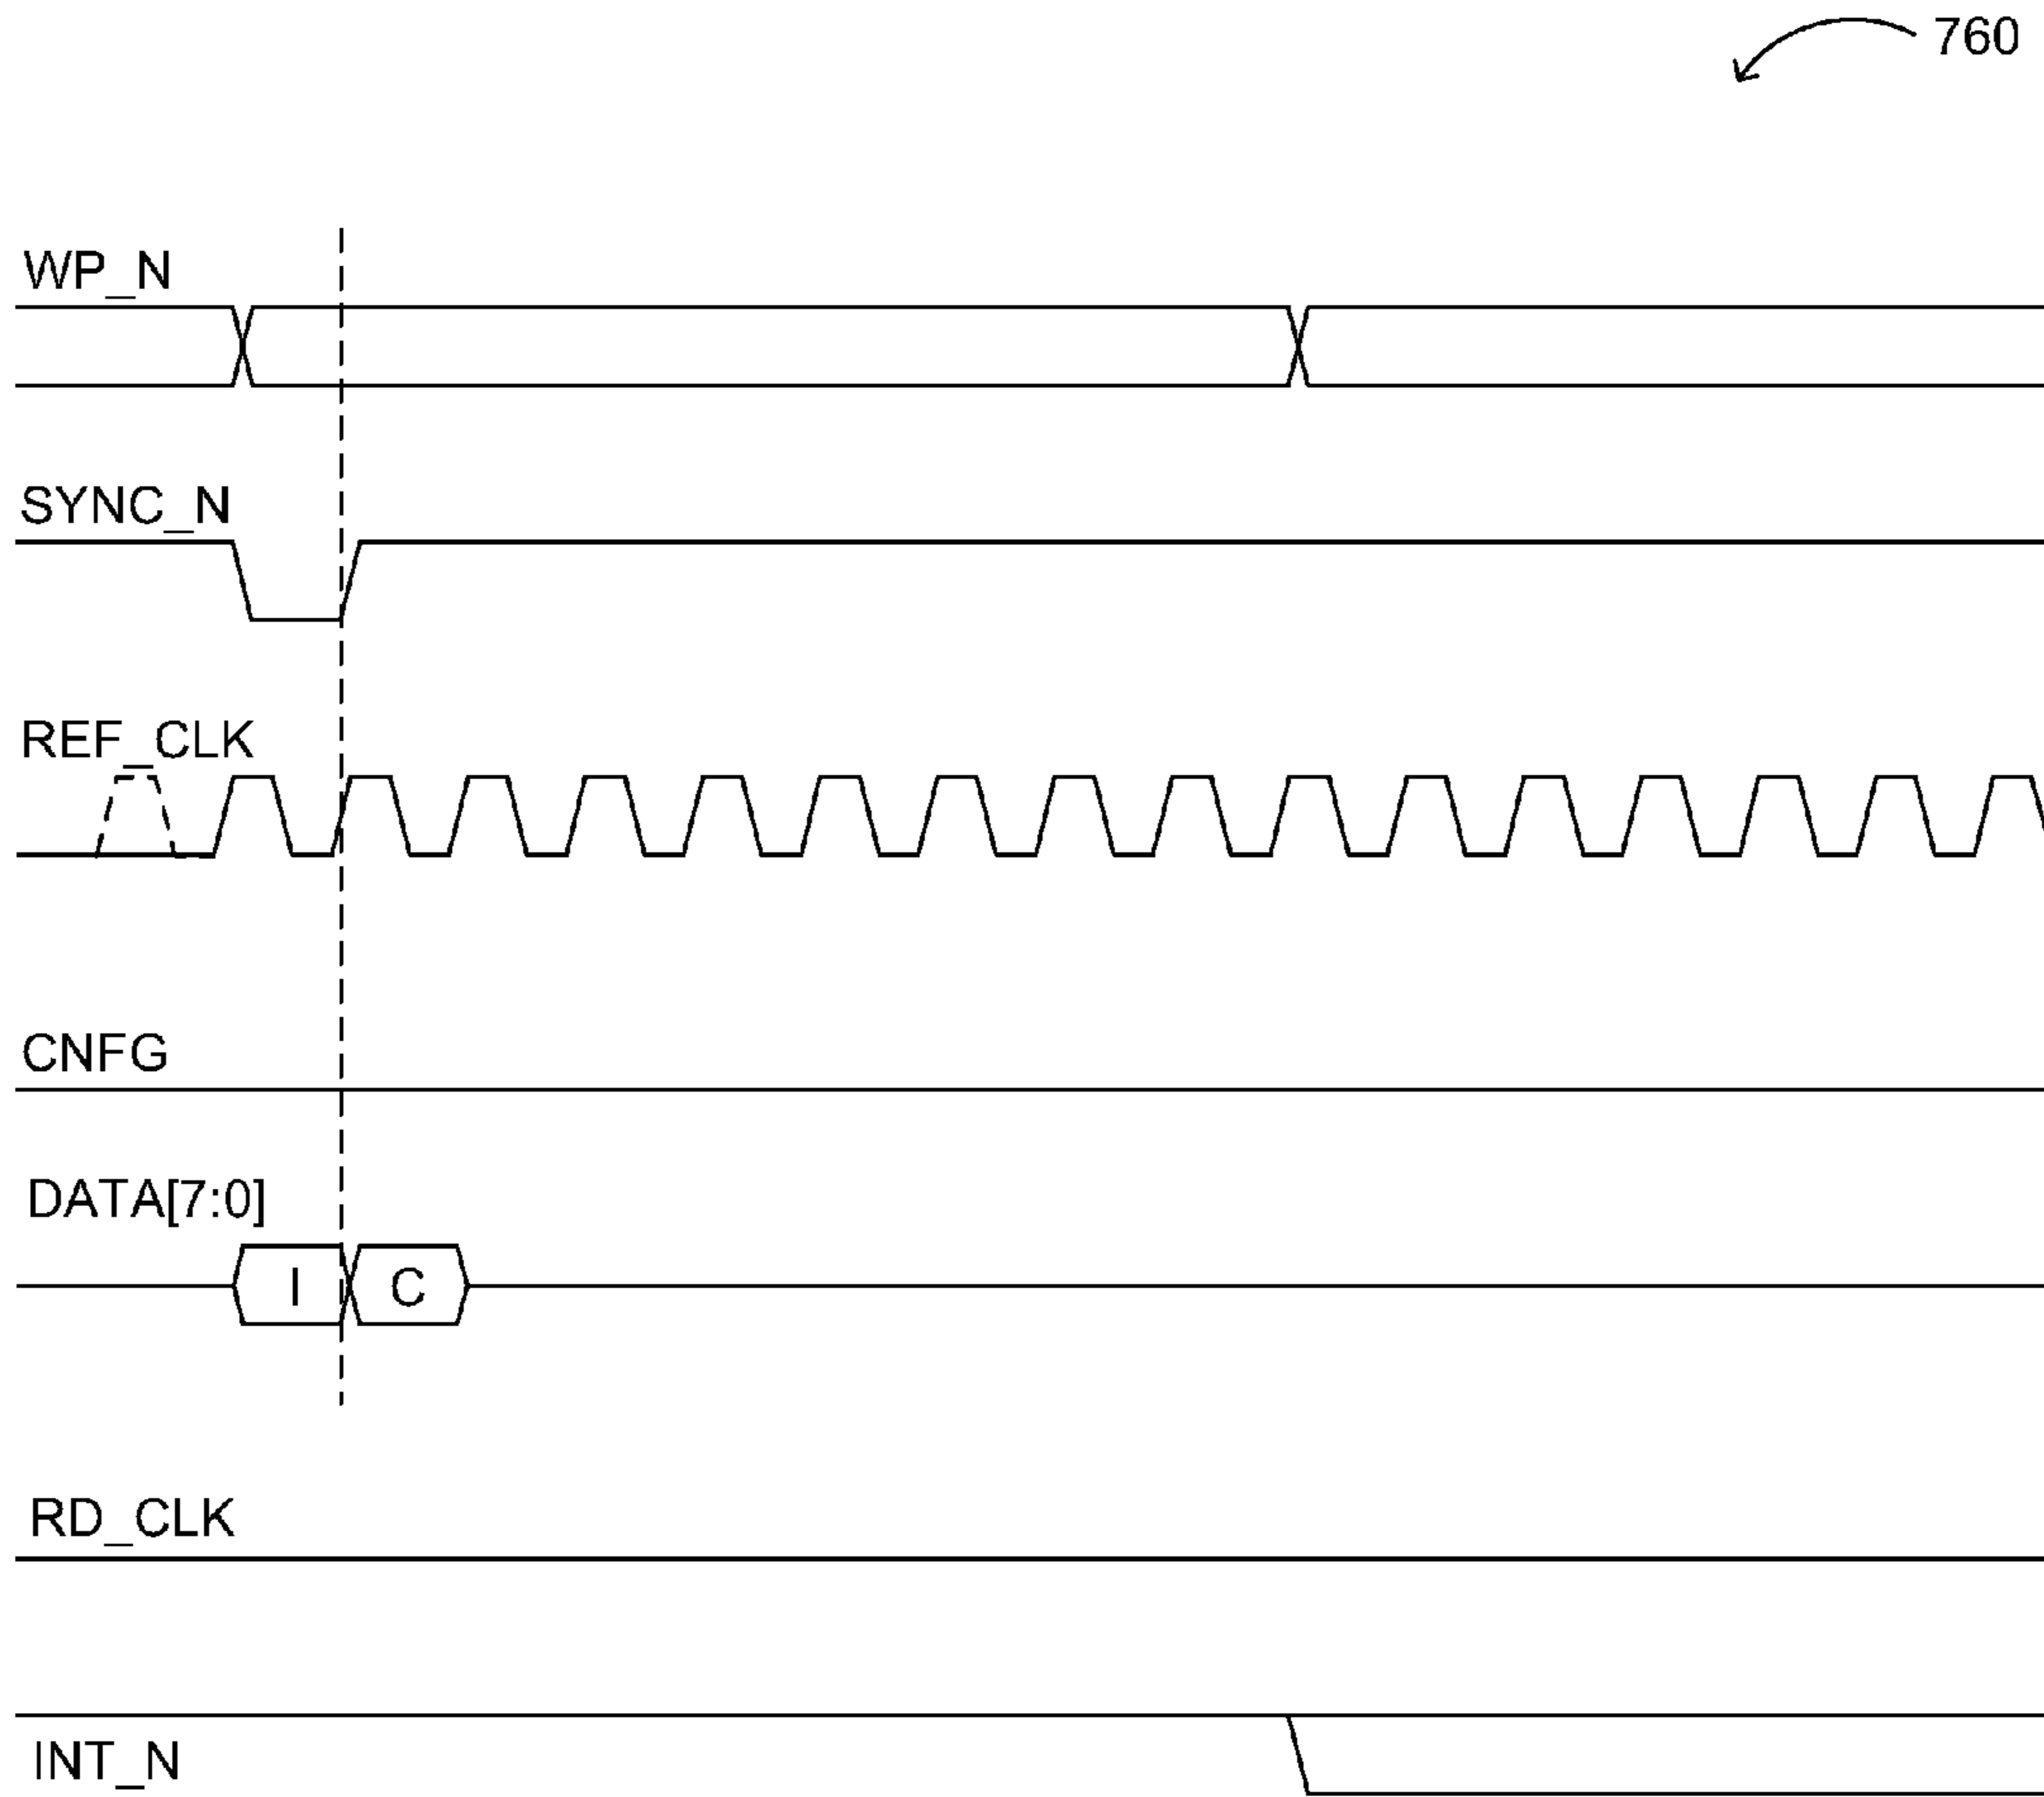 760
WP_N
SYNC_N
REF_CLK
CNFG
DATA[7:0]
I C
RD_CLK
INT_N